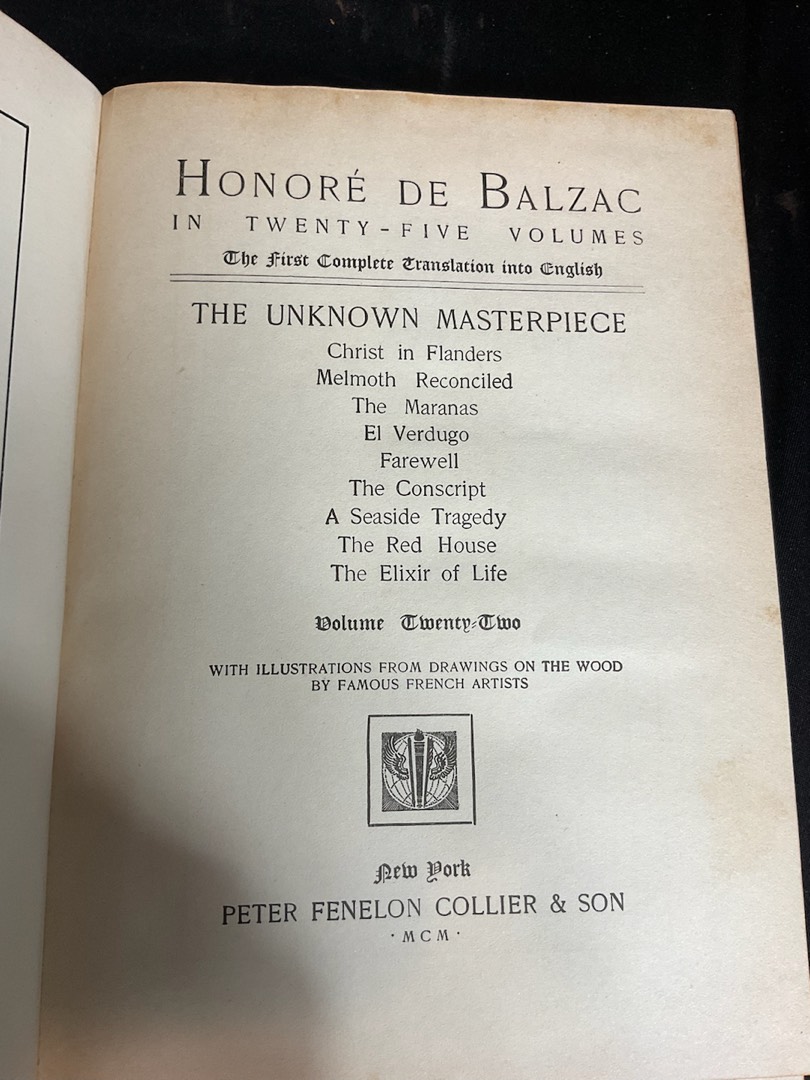 HONORÉ DE BALZAC
IN TWENTY-FIVE VOLUMES
The First Complete Translation into English
THE UNKNOWN MASTERPIECE
Christ in Flanders
Melmoth Reconciled
The Maranas
El Verdugo
Farewell
The Conscript
A Seaside Tragedy
The Red House
The Elixir of Life
Volume Twenty-Two
WITH ILLUSTRATIONS FROM DRAWINGS ON THE WOOD
BY FAMOUS FRENCH ARTISTS
New York
PETER FENELON COLLIER & SON
· MCM ·